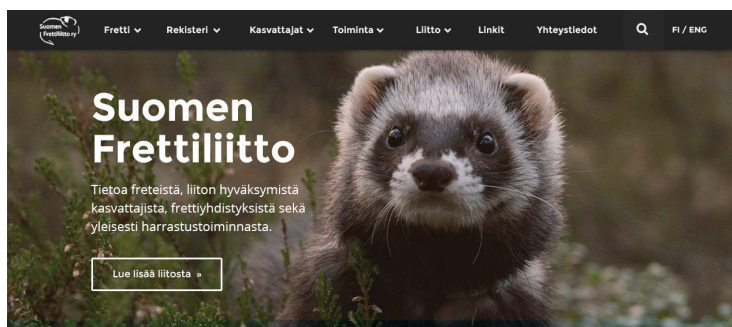 Suomen
Frettiliitto ry
Fretti
Rekisteri
Kasvattajat
Toiminta
Liitto
Linkit
Yhteystiedot
FI / ENG
Suomen
Frettiliitto
Tietoa freteistä, liiton hyväksymistä
kasvattajista, frettiyhdistyksistä sekä
yleisesti harrastustoiminnasta.
Lue lisää liitosta »